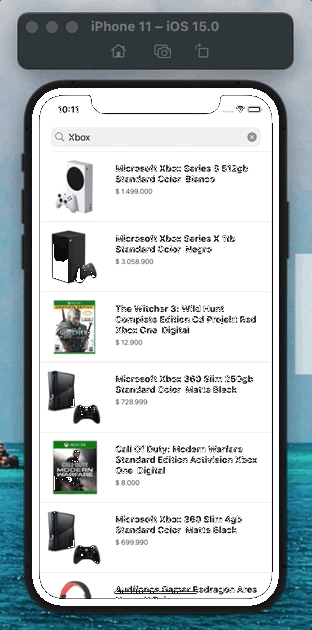 iPhone 11 – iOS 15.0
10:11
Xbox
Microsoft Xbox Series S 512gb
Standard Color Blanco
$ 1.499.000
Microsoft Xbox Series X 1tb
Standard Color Negro
$ 3.058.900
The Witcher 3: Wild Hunt
Complete Edition Cd Projekt Red
Xbox One Digital
$ 12.900
Microsoft Xbox 360 Slim 250gb
Standard Color Matte Black
$ 728.999
Call Of Duty: Modern Warfare
Standard Edition Activision Xbox
One Digital
$ 8.000
Microsoft Xbox 360 Slim 4gb
Standard Color Matte Black
$ 699.990
Audífonos Gamer Redragon Ares